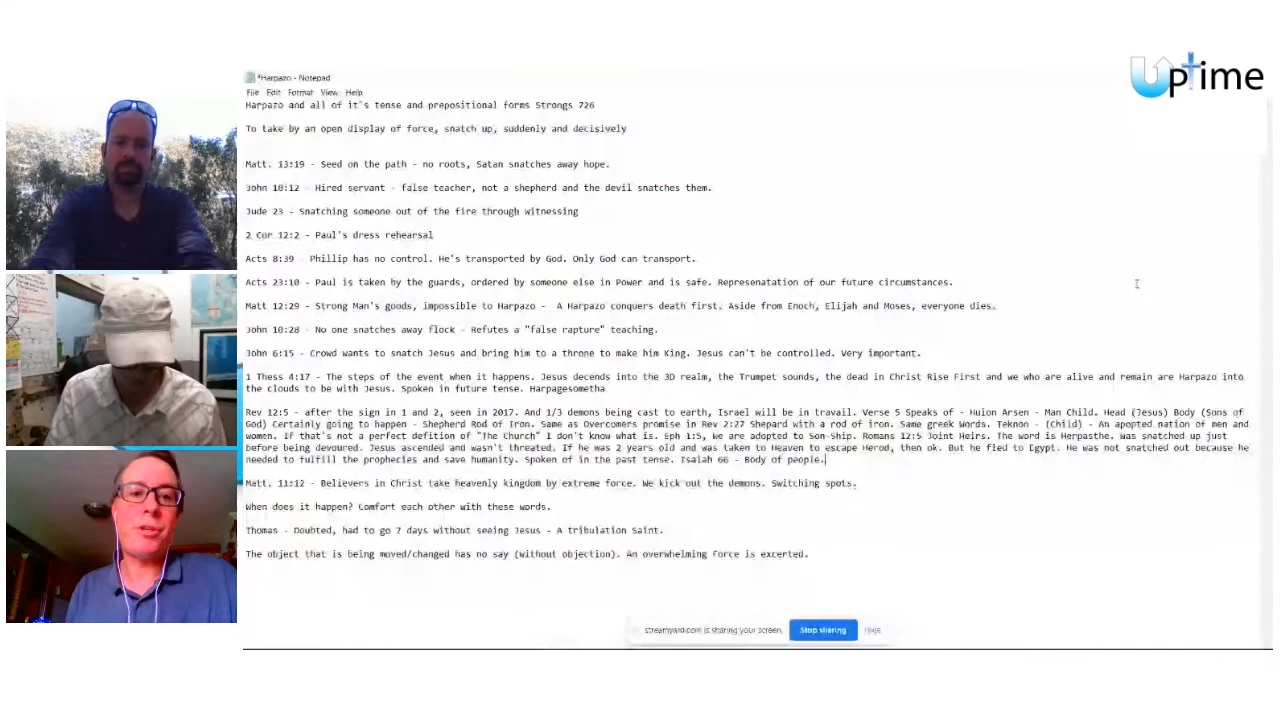 Uptime
*Harpazo - Notepad
File Edit Format View Help
Harpazo and all of it's tense and prepositional forms Strongs 726
To take by an open display of force, snatch up, suddenly and decisively
Matt. 13:19 - Seed on the path - no roots, Satan snatches away hope.
John 10:12 - Hired servant - false teacher, not a shepherd and the devil snatches them.
Jude 23 - Snatching someone out of the fire through witnessing
2 Cor 12:2 - Paul's dress rehearsal
Acts 8:39 - Phillip has no control. He's transported by God. Only God can transport.
Acts 23:10 - Paul is taken by the guards, ordered by someone else in Power and is safe. Represenatation of our future circumstances.
Matt 12:29 - Strong Man's goods, impossible to Harpazo - A Harpazo conquers death first. Aside from Enoch, Elijah and Moses, everyone dies.
John 10:28 - No one snatches away flock - Refutes a "false rapture" teaching.
John 6:15 - Crowd wants to snatch Jesus and bring him to a throne to make him King. Jesus can't be controlled. Very important.
1 Thess 4:17 - The steps of the event when it happens. Jesus decends into the 3D realm, the Trumpet sounds, the dead in Christ Rise First and we who are alive and remain are Harpazo into
the clouds to be with Jesus. Spoken in future tense. Harpagesometha
Rev 12:5 - after the sign in 1 and 2, seen in 2017. And 1/3 demons being cast to earth, Israel will be in travail. Verse 5 Speaks of - Huion Arsen - Man Child. Head (Jesus) Body (Sons of
God) Certainly going to happen - Shepherd Rod of Iron. Same as Overcomers promise in Rev 2:27 Shepard with a rod of iron. Same greek Words. Teknon - (Child) - An apopted nation of men and
women. If that's not a perfect defition of "The Church" I don't know what is. Eph 1:5, we are adopted to Son-Ship. Romans 12:5 Joint Heirs. The word is Herpasthe. Was snatched up just
before being devoured. Jesus ascended and wasn't threated. If he was 2 years old and was taken to Heaven to escape Herod, then ok. But he fled to Egypt. He was not snatched out because he
needed to fulfill the prophecies and save humanity. Spoken of in the past tense. Isaiah 66 - Body of people.
Matt. 11:12 - Believers in Christ take heavenly kingdom by extreme force. We kick out the demons. Switching spots.
When does it happen? Comfort each other with these words.
Thomas - Doubted, had to go 7 days without seeing Jesus - A tribulation Saint.
The object that is being moved/changed has no say (without objection). An overwhelming Force is excerted.
streamyard.com is sharing your screen. Stop sharing Hide